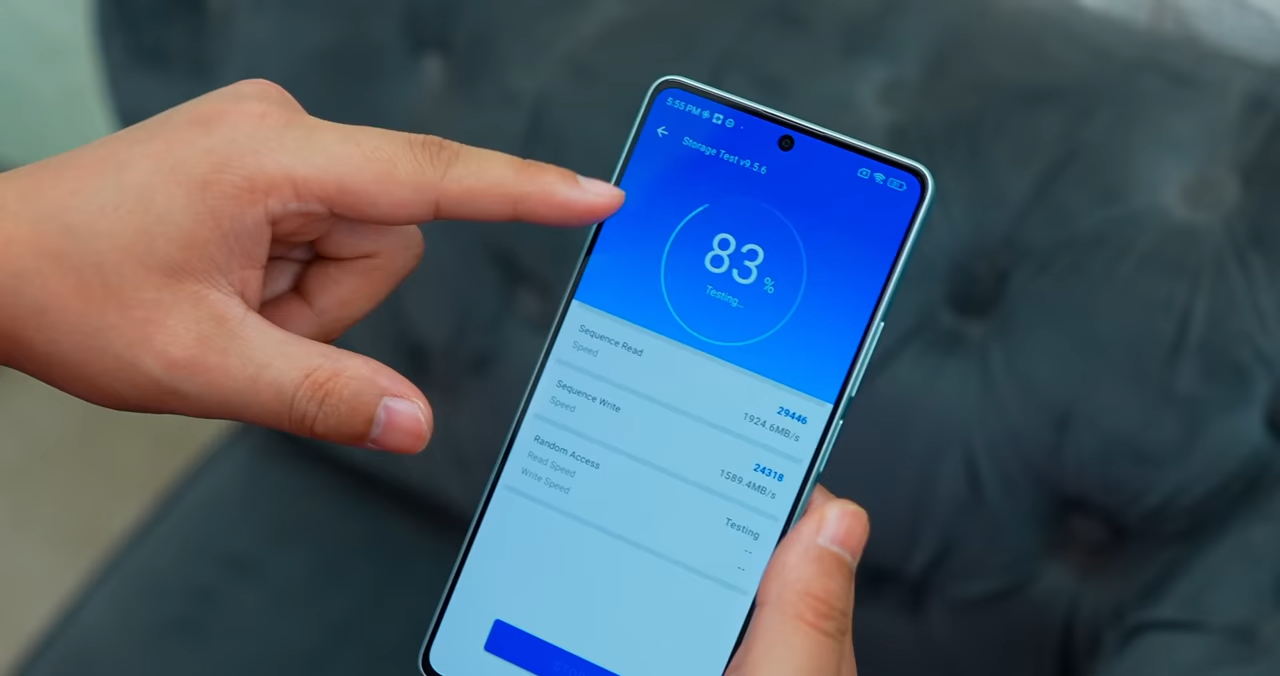 5:55 PM
Storage Test v9.5.6
83%
Testing...
Sequence Read
29446
Speed
1924.6MB/s
Sequence Write
24318
Speed
1589.4MB/s
Random Access
Testing
Read Speed
--
Write Speed
--